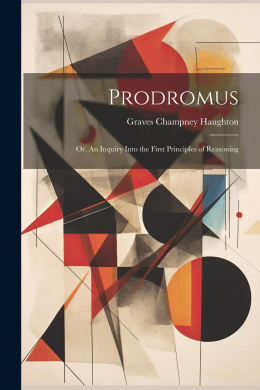 Prodromus
Graves Champney Haughton
Or, An Inquiry Into the First Principles of Reasoning